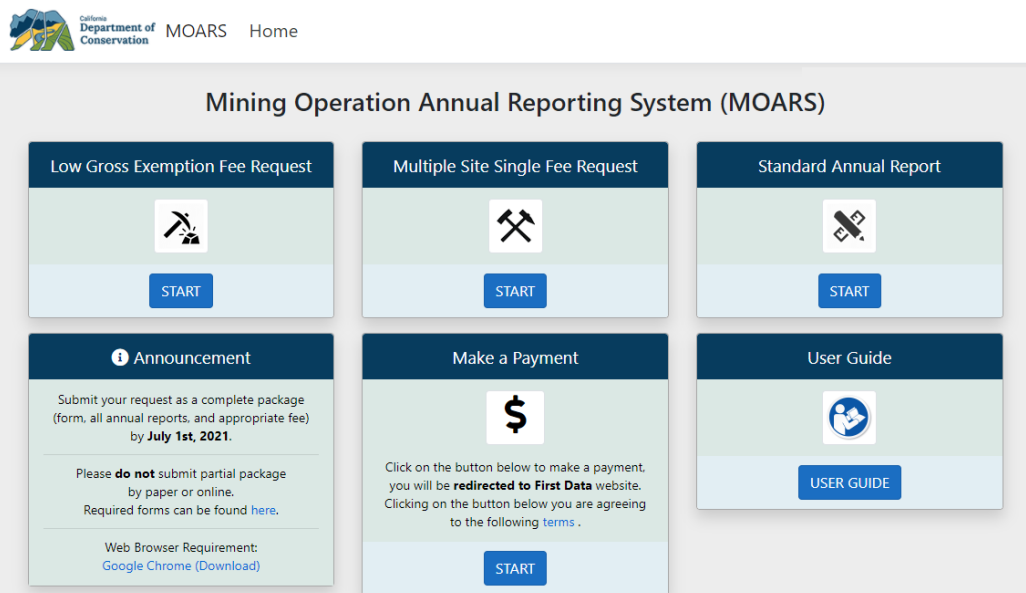 California
Department of
Conservation
MOARS
Home
Mining Operation Annual Reporting System (MOARS)
Low Gross Exemption Fee Request
START
Multiple Site Single Fee Request
START
Standard Annual Report
START
Announcement
Submit your request as a complete package
(form, all annual reports, and appropriate fee)
by July 1st, 2021.
Please do not submit partial package
by paper or online.
Required forms can be found here.
Web Browser Requirement:
Google Chrome (Download)
Make a Payment
$
Click on the button below to make a payment,
you will be redirected to First Data website.
Clicking on the button below you are agreeing
to the following terms .
START
User Guide
USER GUIDE